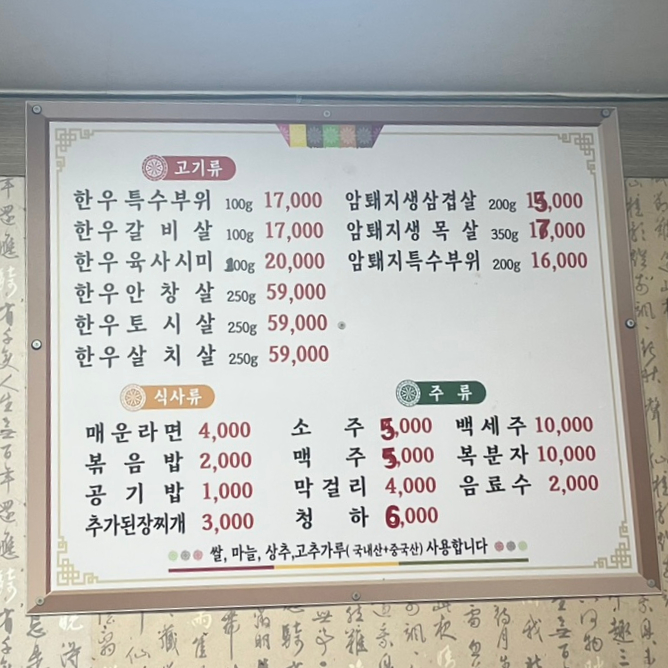 고기류
한우특수부위 100g 17,000
한우갈비살 100g 17,000
한우육사시미 100g 20,000
한우안창살 250g 59,000
한우토시살 250g 59,000
한우살치살 250g 59,000
암퇘지생삼겹살 200g 15,000
암퇘지생목살 350g 17,000
암퇘지특수부위 200g 16,000
식사류
매운라면 4,000
볶음밥 2,000
공기밥 1,000
추가된장찌개 3,000
주류
소주 5,000
맥주 5,000
막걸리 4,000
청하 6,000
백세주 10,000
복분자 10,000
음료수 2,000
쌀, 마늘, 상추,고추가루( 국내산+중국산) 사용합니다